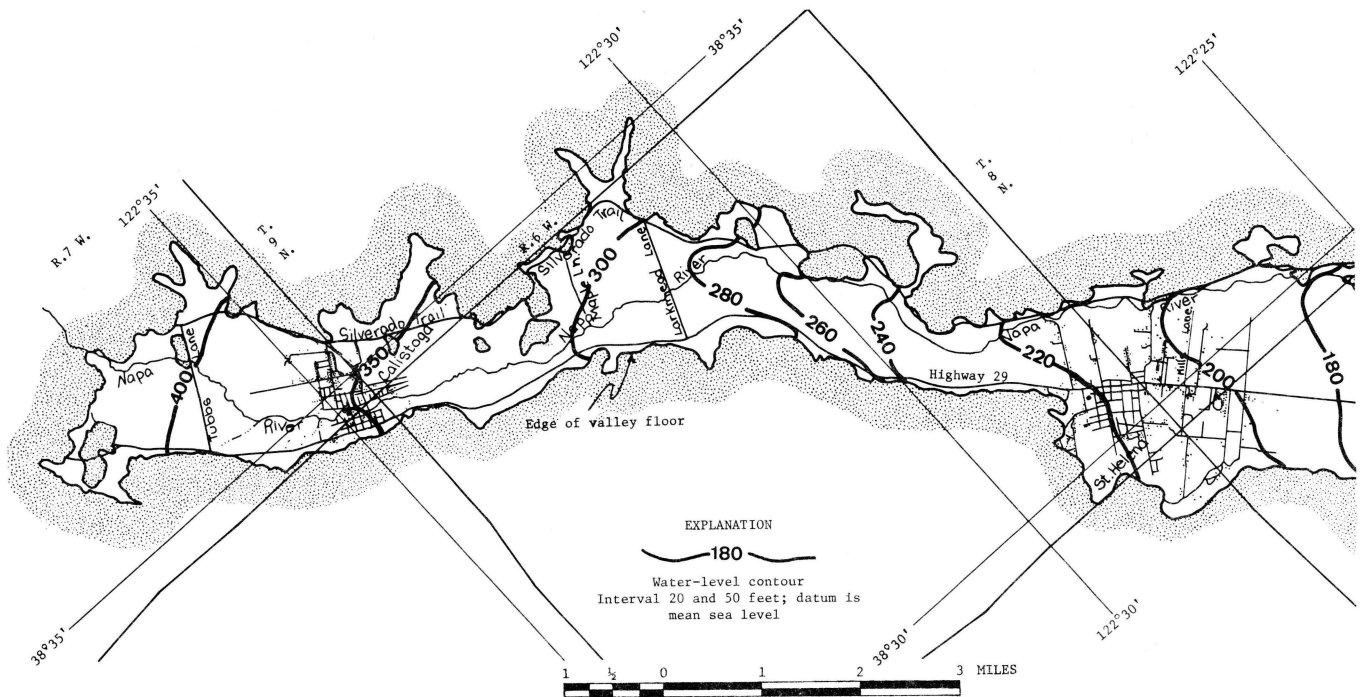 122°30'
38°35'
122°25'
T. 8 N.
122°35'
T. 9 N.
R.7 W.
R.6 W.
Silverado Trail
300
Larkmead Lane
River
280
260
240
Napa
400
Tubbs Lane
River
Silverado Trail
350
Calistoga
Napa
Edge of valley floor
Highway 29
Napa
River
220
200
180
St Helena
EXPLANATION
180
Water-level contour
Interval 20 and 50 feet; datum is
mean sea level
38°35'
38°30'
122°30'
1 ½ 0 1 2 3 MILES